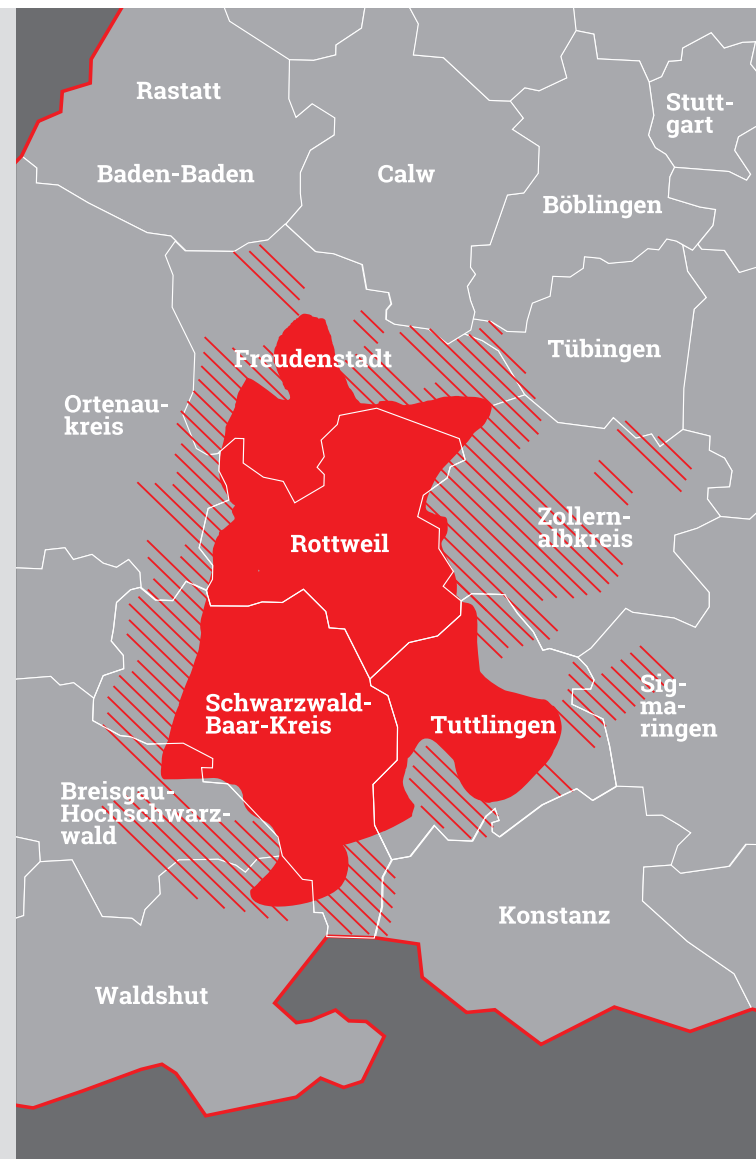 Rastatt
Stutt-
gart
Baden-Baden
Calw
Böblingen
Tübingen
Freudenstadt
Ortenau-
kreis
Zollern-
albkreis
Rottweil
Schwarzwald-
Baar-Kreis
Tuttlingen
Sig-
ma-
ringen
Breisgau-
Hochschwarz-
wald
Konstanz
Waldshut